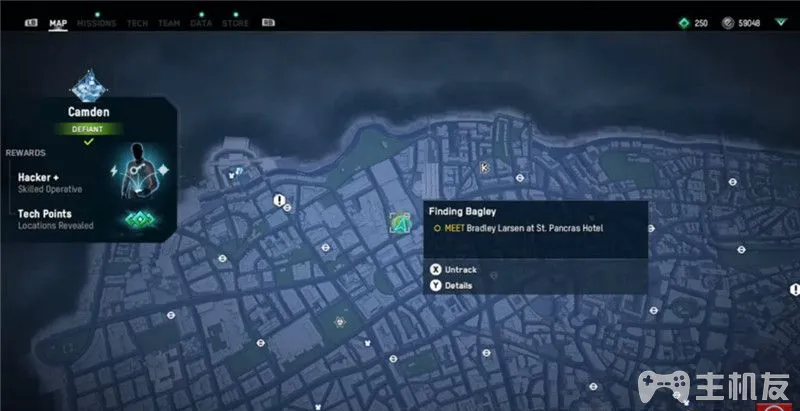 LB MAP MISSIONS TECH TEAM DATA STORE RB 250 59048
Camden
DEFIANT
REWARDS
Hacker +
Skilled Operative
Tech Points
Locations Revealed
Finding Bagley
MEET Bradley Larsen at St. Pancras Hotel
X Untrack
Y Details
主机友